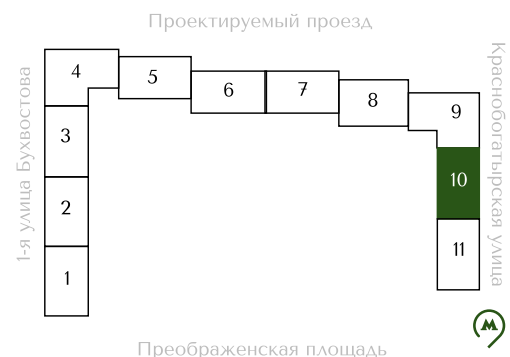 Проектируемый проезд
1-я улица Бухвостова
Краснобогатырская улица
4
5
6
7
8
9
3
10
2
11
1
М
Преображенская площадь